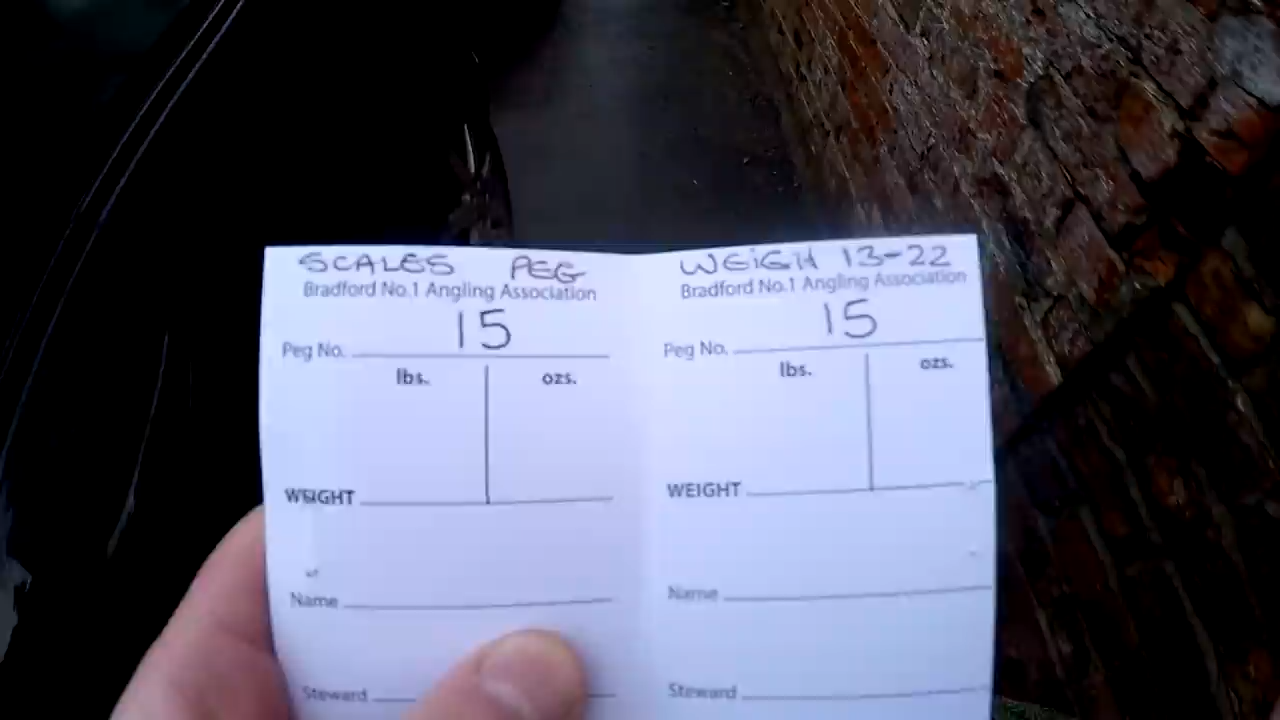 SCALES PEG
Bradford No.1 Angling Association
Peg No. 15
lbs. ozs.
WEIGHT
Name
Steward
WEIGH 13-22
Bradford No.1 Angling Association
Peg No. 15
lbs. ozs.
WEIGHT
Name
Steward